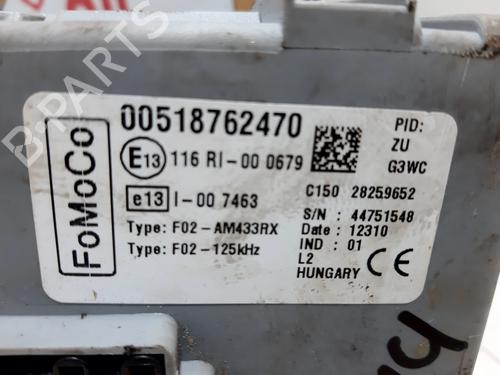 FoMoCo
00518762470
E13 116 RI-00 0679
e13 I-00 7463
Type: F02-AM433RX
Type: F02-125kHz
PID:
ZU
G3WC
C150 28259652
S/N : 44751548
Date : 12310
IND : 01
L2
HUNGARY CE